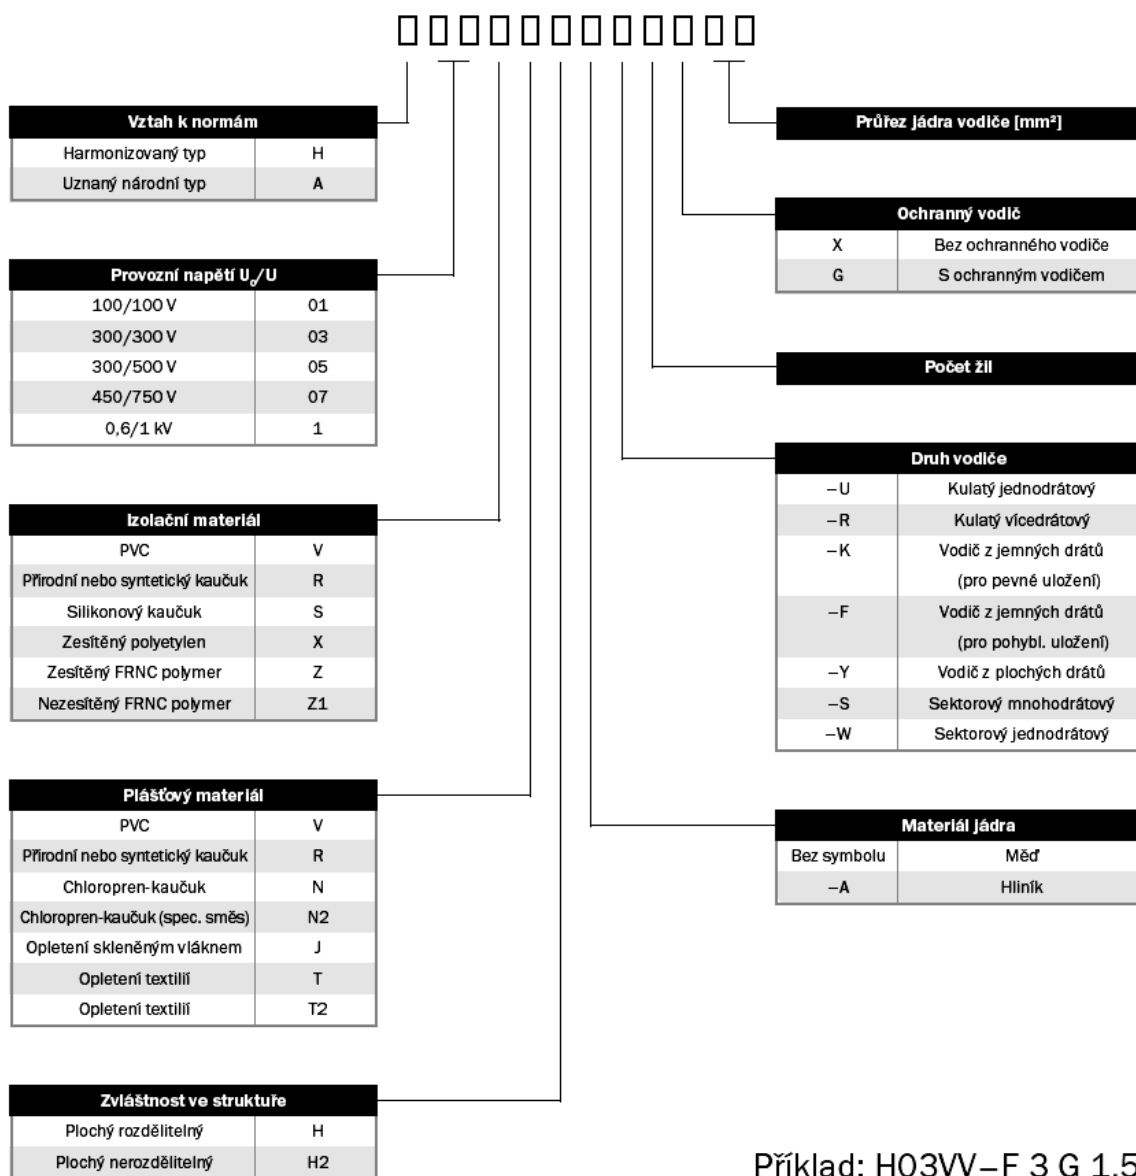 Vztah k normám
Harmonizovaný typ H
Uznaný národní typ A
Provozní napětí U₀/U
100/100 V 01
300/300 V 03
300/500 V 05
450/750 V 07
0,6/1 kV 1
Izolační materiál
PVC V
Přírodní nebo syntetický kaučuk R
Silikonový kaučuk S
Zesítěný polyetylen X
Zesítěný FRNC polymer Z
Nezesítěný FRNC polymer Z1
Plášťový materiál
PVC V
Přírodní nebo syntetický kaučuk R
Chloropren-kaučuk N
Chloropren-kaučuk (spec. směs) N2
Opletení skleněným vláknem J
Opletení textilií T
Opletení textilií T2
Zvláštnost ve struktuře
Plochý rozdělitelný H
Plochý nerozdělitelný H2
Průřez jádra vodiče [mm²]
Ochranný vodič
X Bez ochranného vodiče
G S ochranným vodičem
Počet žil
Druh vodiče
–U Kulatý jednodrátový
–R Kulatý vícedrátový
–K Vodič z jemných drátů
(pro pevné uložení)
–F Vodič z jemných drátů
(pro pohybl. uložení)
–Y Vodič z plochých drátů
–S Sektorový mnohodrátový
–W Sektorový jednodrátový
Materiál jádra
Bez symbolu Měď
–A Hliník
Příklad: H03VV–F 3 G 1,5